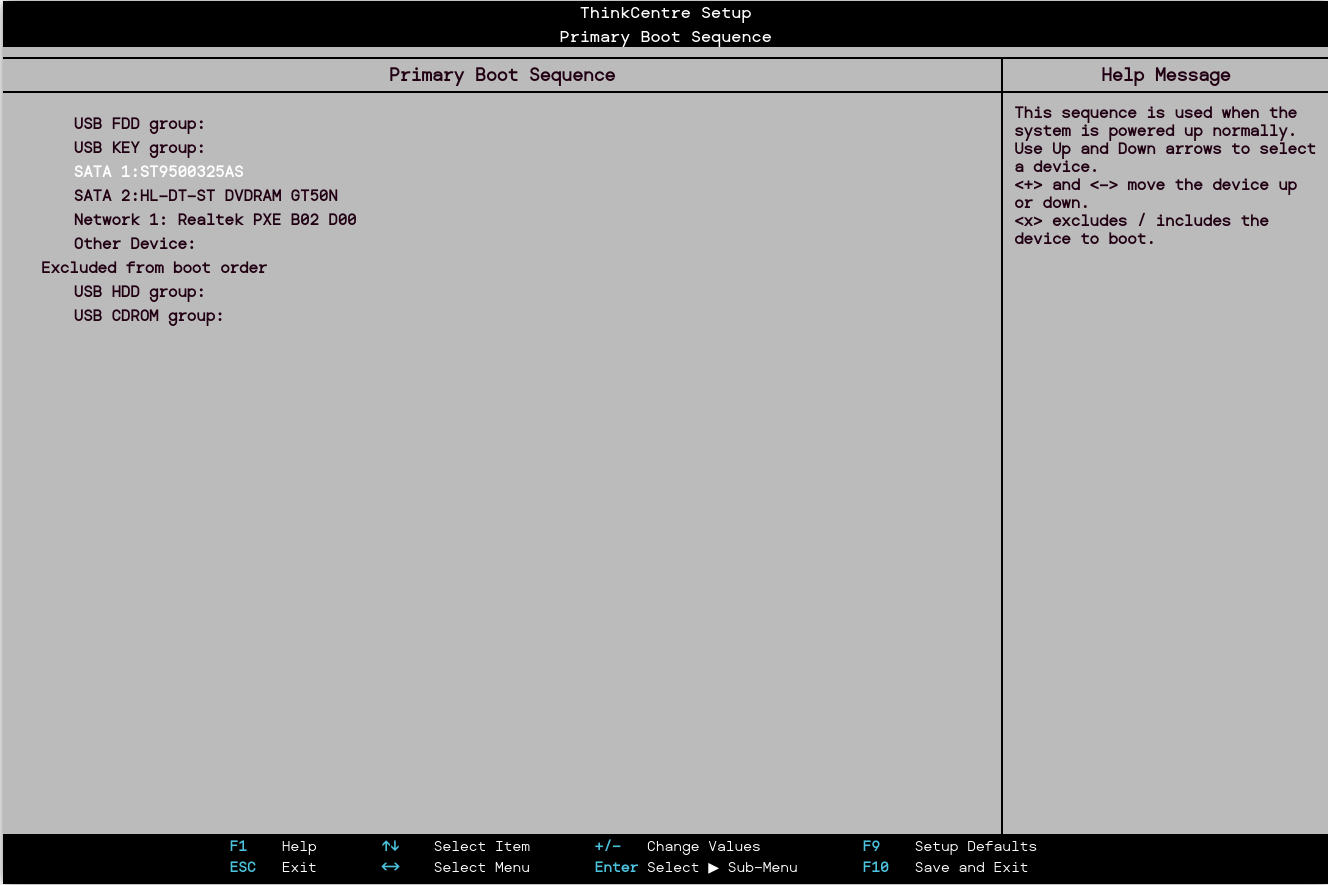 ThinkCentre Setup
Primary Boot Sequence
Primary Boot Sequence
USB FDD group:
USB KEY group:
SATA 1:ST9500325AS
SATA 2:HL-DT-ST DVDRAM GT50N
Network 1: Realtek PXE B02 D00
Other Device:
Excluded from boot order
USB HDD group:
USB CDROM group:
Help Message
This sequence is used when the
system is powered up normally.
Use Up and Down arrows to select
a device.
<+> and <-> move the device up
or down.
<x> excludes / includes the
device to boot.
F1 Help ↑↓ Select Item +/- Change Values F9 Setup Defaults
ESC Exit ↔ Select Menu Enter Select ▶ Sub-Menu F10 Save and Exit